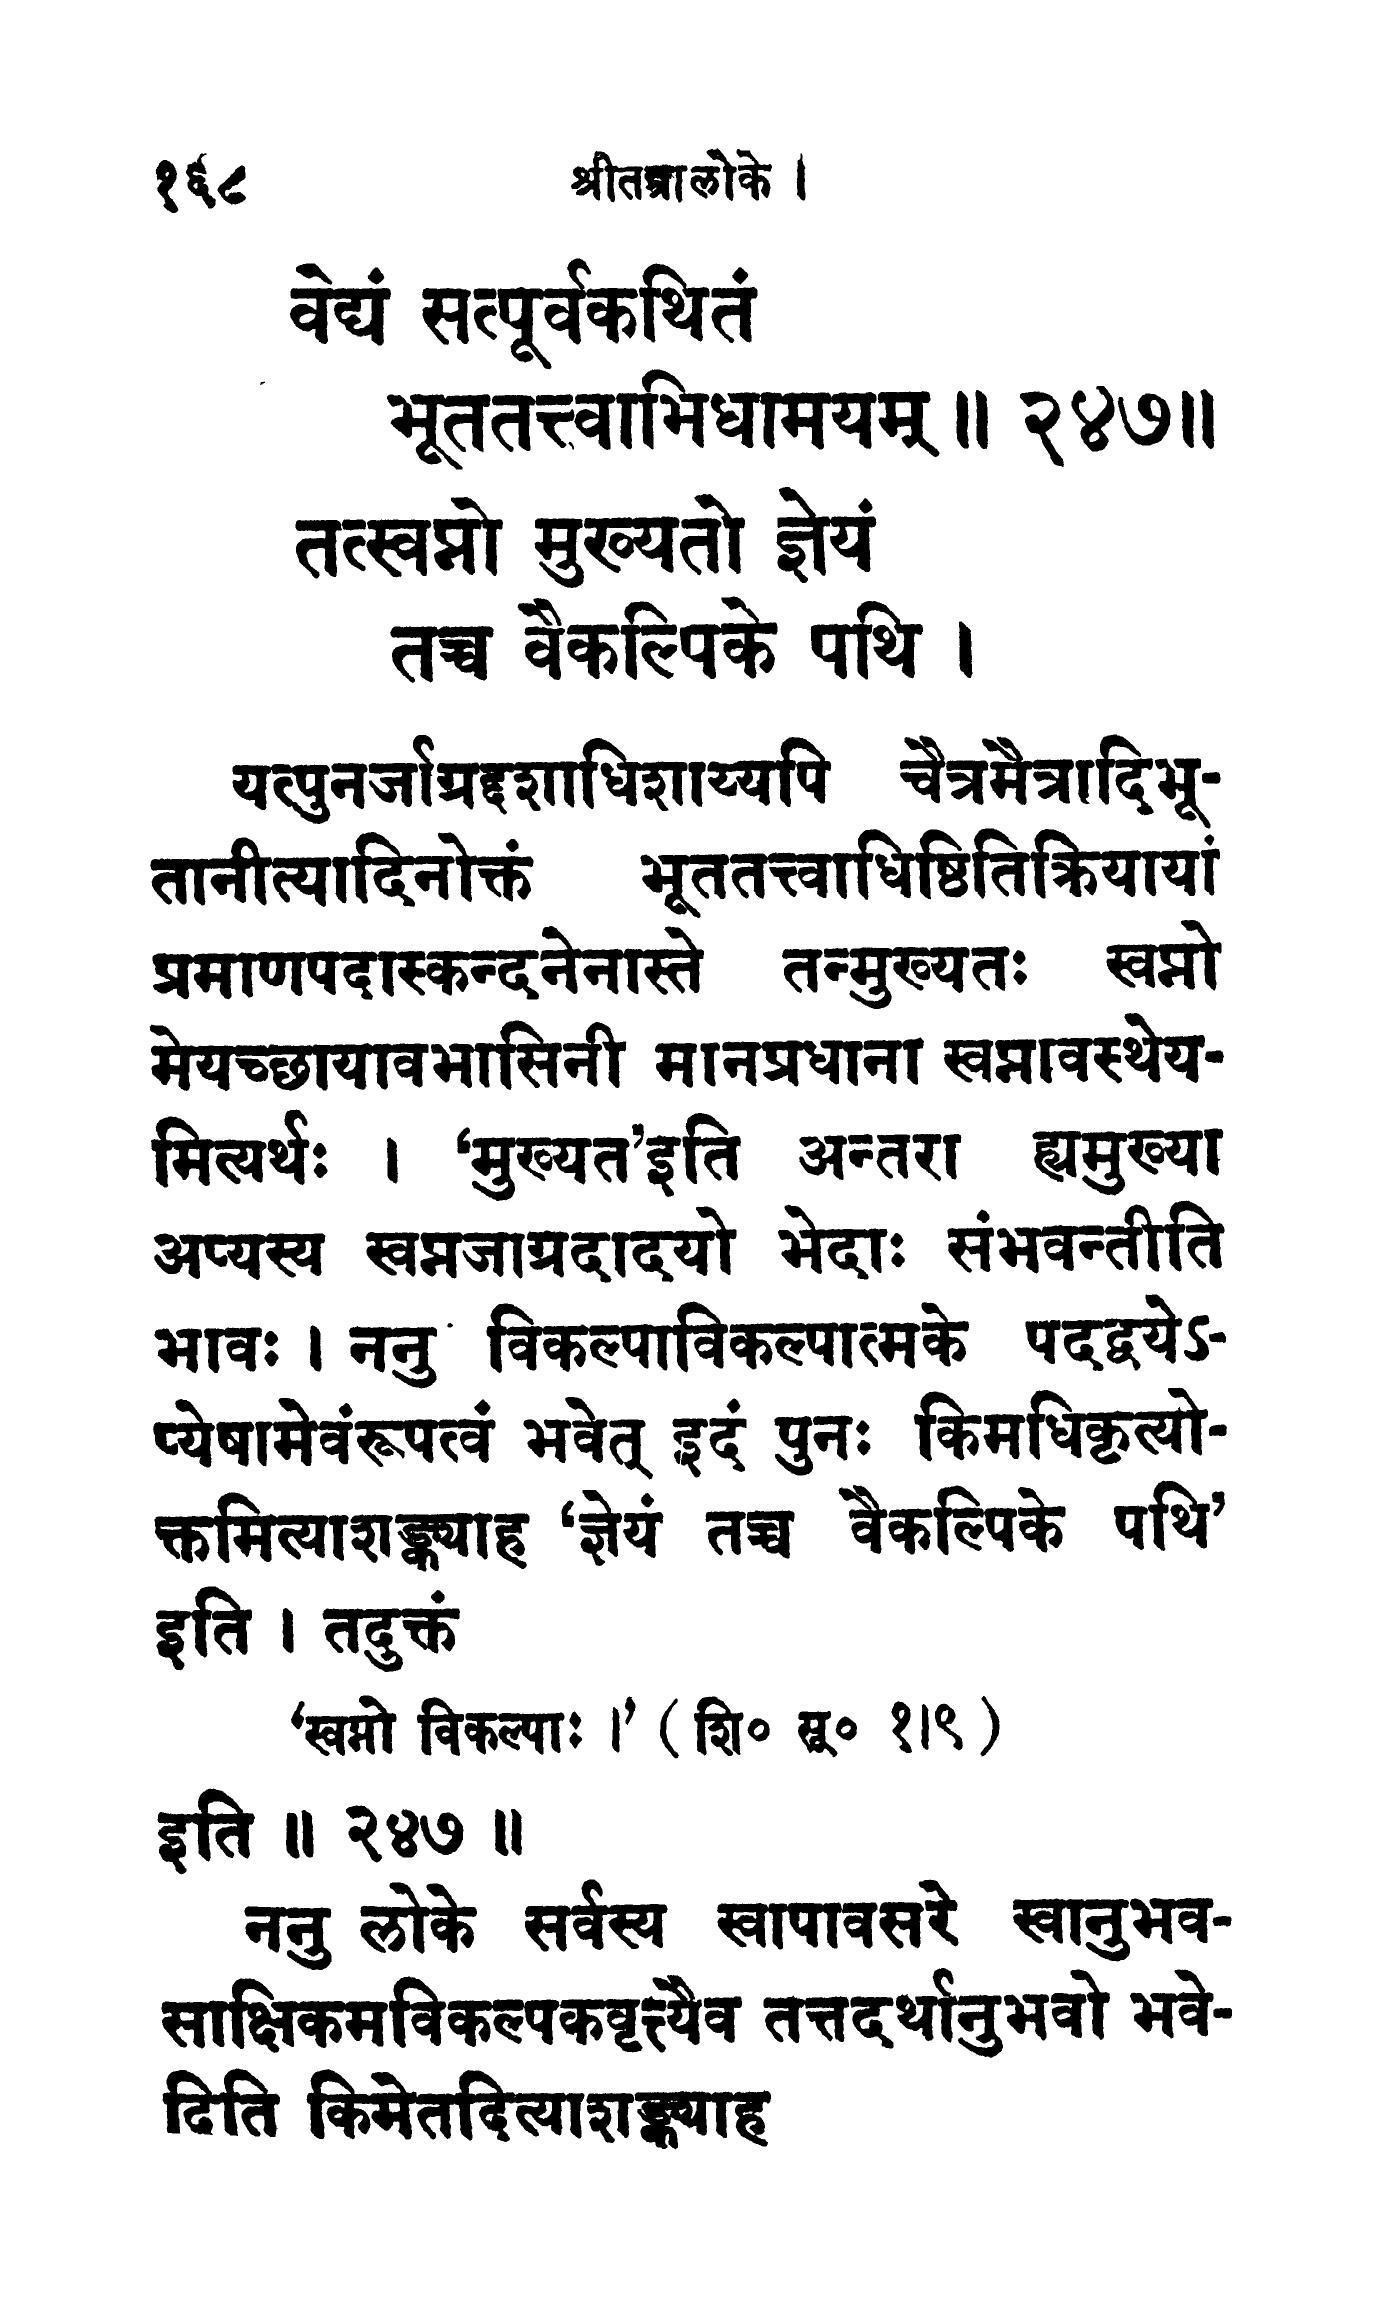 १६८ श्रीतन्त्रालोके ।
वेद्यं सत्पूर्वकथितं
भूततत्त्वाभिधामयम् ॥ २४७॥
तत्स्वप्नो मुख्यतो ज्ञेयं
तच्च वैकल्पिके पथि ।
यत्पुनर्जाग्रद्दशाधिशाय्यपि चैत्रमैत्रादिभू-
तानीत्यादिनोक्तं भूततत्त्वाधिष्ठितिक्रियायां
प्रमाणपदास्कन्दनेनास्ते तन्मुख्यतः स्वप्नो
मेयच्छायावभासिनी मानप्रधाना स्वप्नावस्थेय-
मित्यर्थः । ‘मुख्यत’इति अन्तरा ह्यमुख्या
अप्यस्य स्वप्नजाग्रदादयो भेदाः संभवन्तीति
भावः । ननु विकल्पाविकल्पात्मके पदद्वयेऽ-
प्येषामेवंरूपत्वं भवेत् इदं पुनः किमधिकृत्यो-
क्तमित्याशङ्क्याह ‘ज्ञेयं तच्च वैकल्पिके पथि’
इति । तदुक्तं
‘स्वप्नो विकल्पाः ।’ (शि० सू० १।९)
इति ॥ २४७ ॥
ननु लोके सर्वस्य स्वापावसरे स्वानुभव-
साक्षिकमविकल्पकवृत्त्यैव तत्तदर्थानुभवो भवे-
दिति किमेतदित्याशङ्क्याह